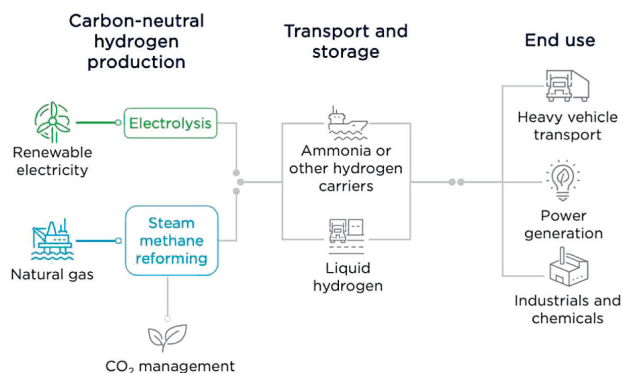 Carbon-neutral
hydrogen
production
Renewable
electricity
Electrolysis
Natural gas
Steam
methane
reforming
CO₂ management
Transport and
storage
Ammonia or
other hydrogen
carriers
Liquid
hydrogen
End use
Heavy vehicle
transport
Power
generation
Industrials and
chemicals